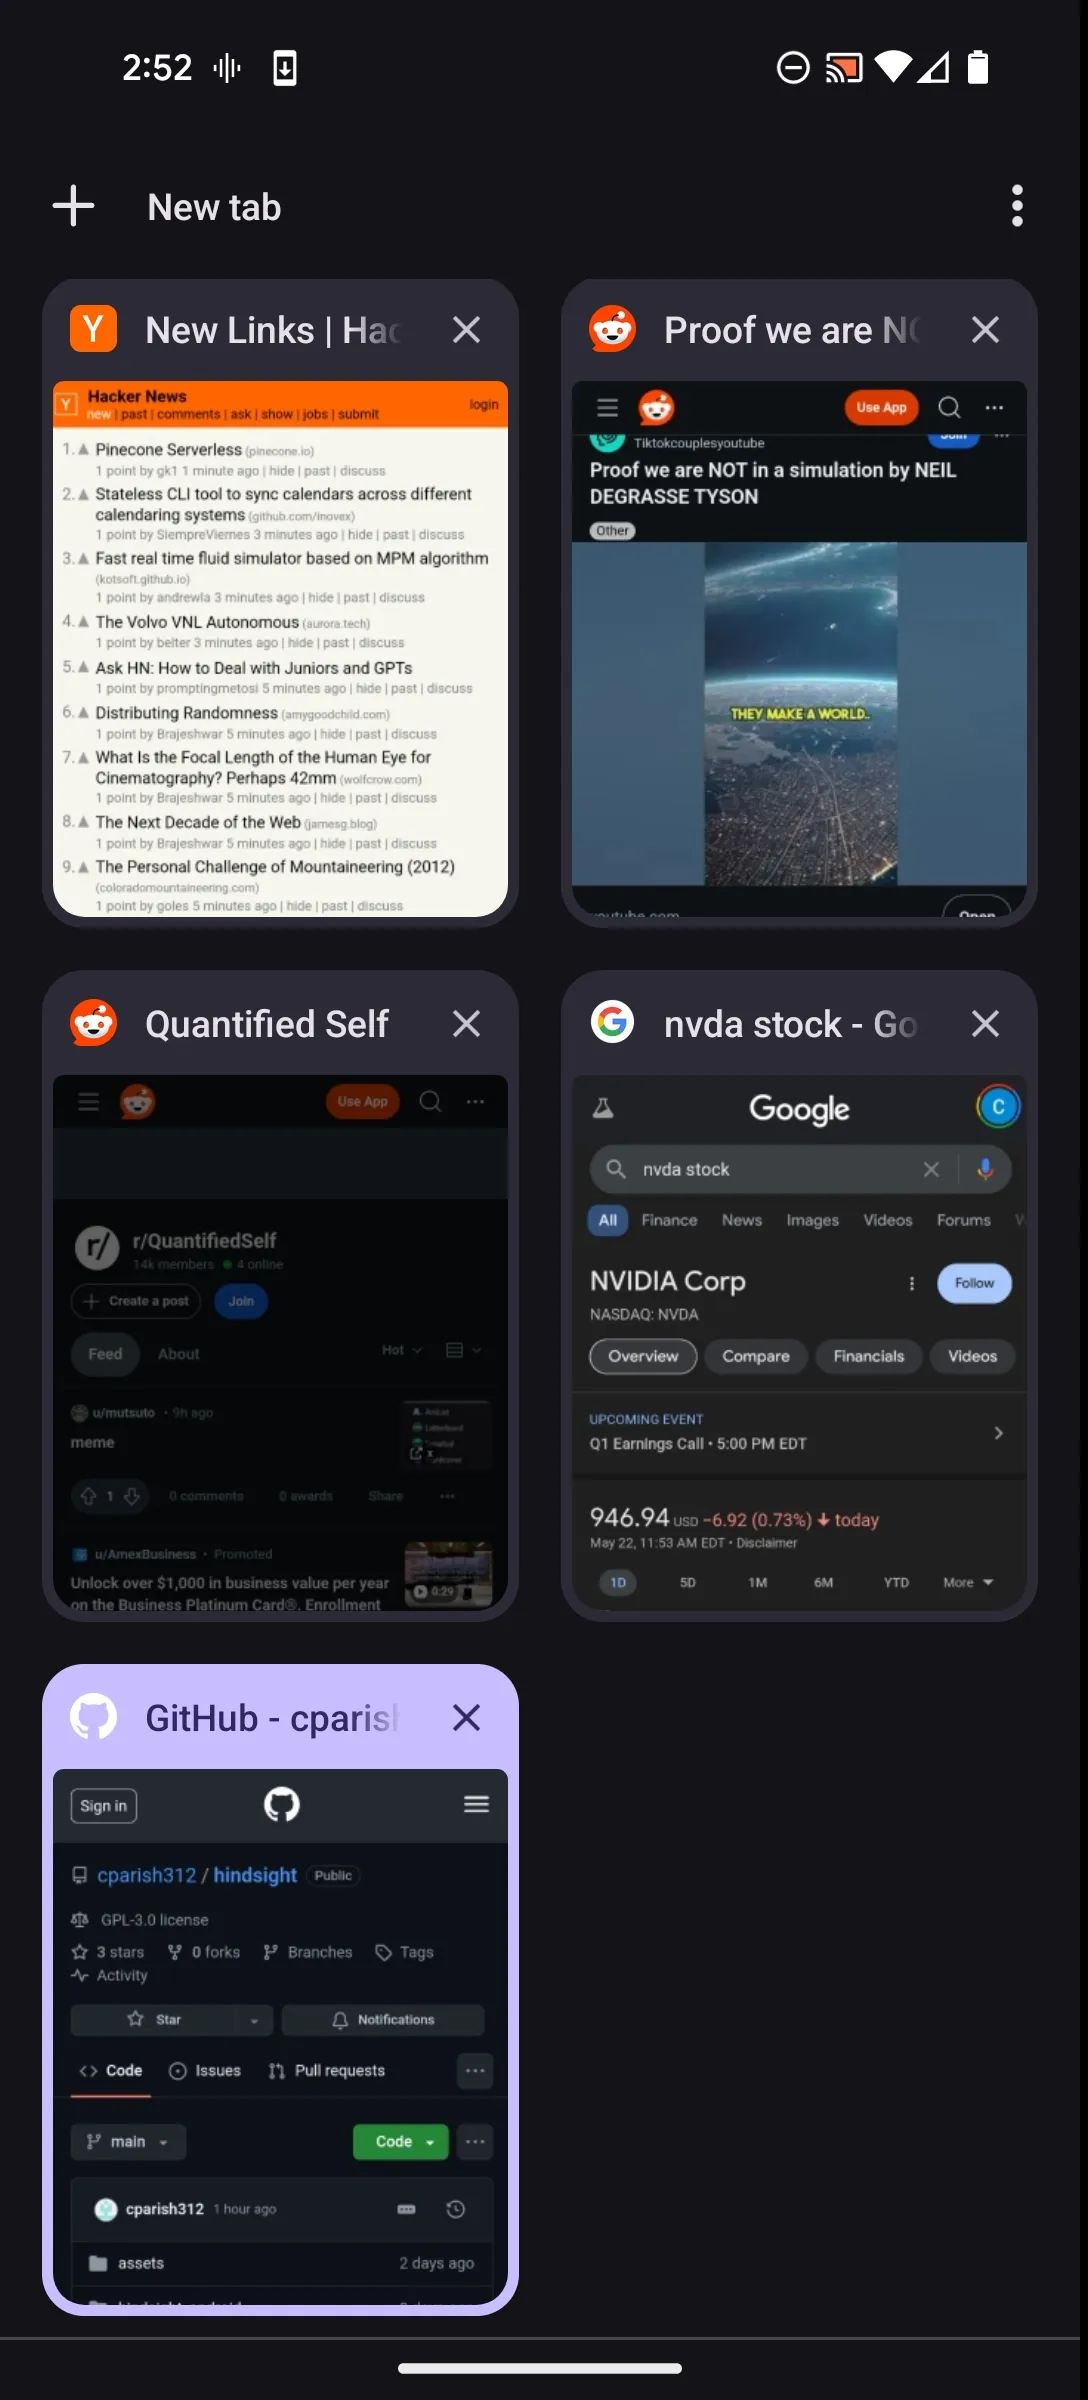 2:52
New tab
New Links | Hac
Y
Hacker News
new | past | comments | ask | show | jobs | submit
login
1. Pinecone Serverless (pinecone.io)
1 point by gk1 1 minute ago | hide | past | discuss
2. Stateless CLI tool to sync calendars across different
calendaring systems (github.com/inovex)
1 point by SiempreViernes 3 minutes ago | hide | past | discuss
3. Fast real time fluid simulator based on MPM algorithm
(kotsoft.github.io)
1 point by andrewla 3 minutes ago | hide | past | discuss
4. The Volvo VNL Autonomous (aurora.tech)
1 point by belter 3 minutes ago | hide | past | discuss
5. Ask HN: How to Deal with Juniors and GPTs
1 point by promptingmetosi 5 minutes ago | hide | past | discuss
6. Distributing Randomness (amygoodchild.com)
1 point by Brajeshwar 5 minutes ago | hide | past | discuss
7. What Is the Focal Length of the Human Eye for
Cinematography? Perhaps 42mm (wolfcrow.com)
1 point by Brajeshwar 5 minutes ago | hide | past | discuss
8. The Next Decade of the Web (jamesg.blog)
1 point by Brajeshwar 5 minutes ago | hide | past | discuss
9. The Personal Challenge of Mountaineering (2012)
(coloradomountaineering.com)
1 point by goles 5 minutes ago | hide | past | discuss
Proof we are NO
Use App
Tiktokcouplesyoutube
Join
Proof we are NOT in a simulation by NEIL
DEGRASSE TYSON
Other
THEY MAKE A WORLD..
youtube.com
Open
Quantified Self
Use App
r/
r/QuantifiedSelf
14k members 4 online
Create a post
Join
Feed
About
Hot
u/mutsuto • 9h ago
meme
1
0 comments
0 awards
Share
u/AmexBusiness • Promoted
Unlock over $1,000 in business value per year
on the Business Platinum Card®. Enrollment
0:29
nvda stock - Go
Google
C
nvda stock
All
Finance
News
Images
Videos
Forums
NVIDIA Corp
Follow
NASDAQ: NVDA
Overview
Compare
Financials
Videos
UPCOMING EVENT
Q1 Earnings Call • 5:00 PM EDT
946.94 USD −6.92 (0.73%) today
May 22, 11:53 AM EDT • Disclaimer
1D
5D
1M
6M
YTD
More
GitHub - cparish
Sign in
cparish312 / hindsight
Public
GPL-3.0 license
3 stars
0 forks
Branches
Tags
Activity
Star
Notifications
Code
Issues
Pull requests
main
Code
cparish312 1 hour ago
assets
2 days ago